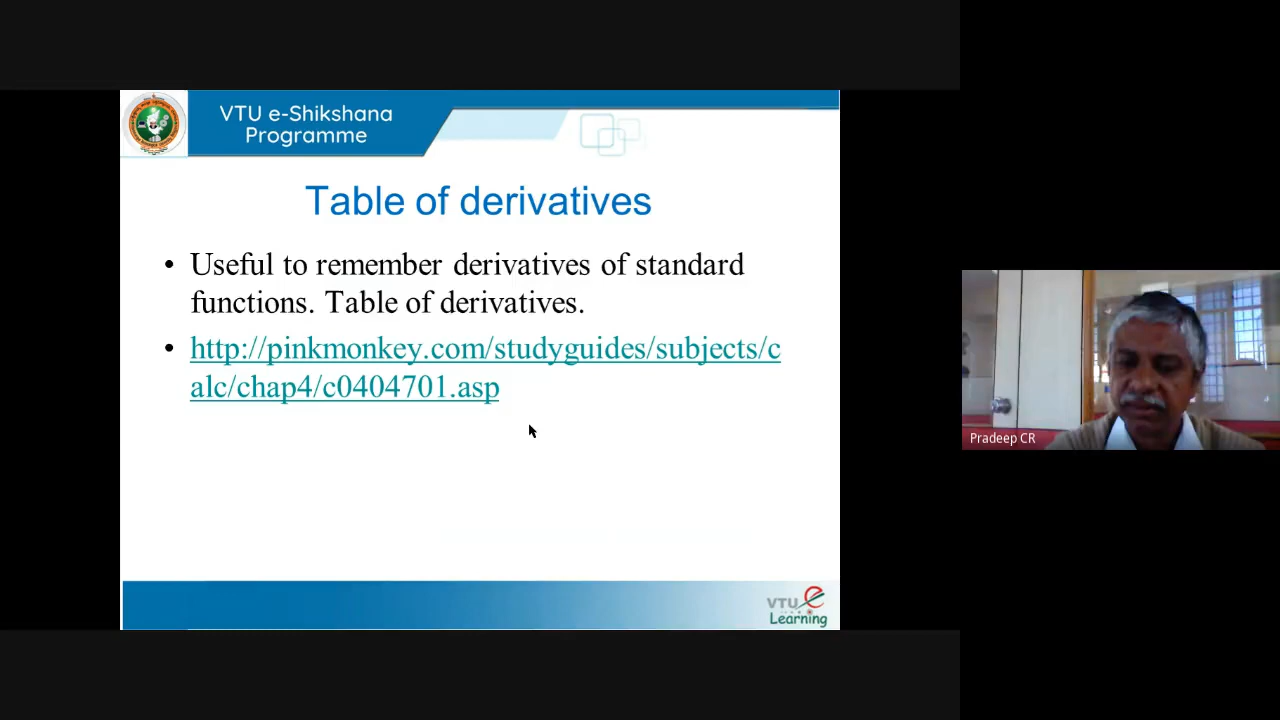 VTU e-Shikshana
Programme
Table of derivatives
• Useful to remember derivatives of standard
functions. Table of derivatives.
• http://pinkmonkey.com/studyguides/subjects/c
alc/chap4/c0404701.asp
Pradeep CR
VTU e
Learning